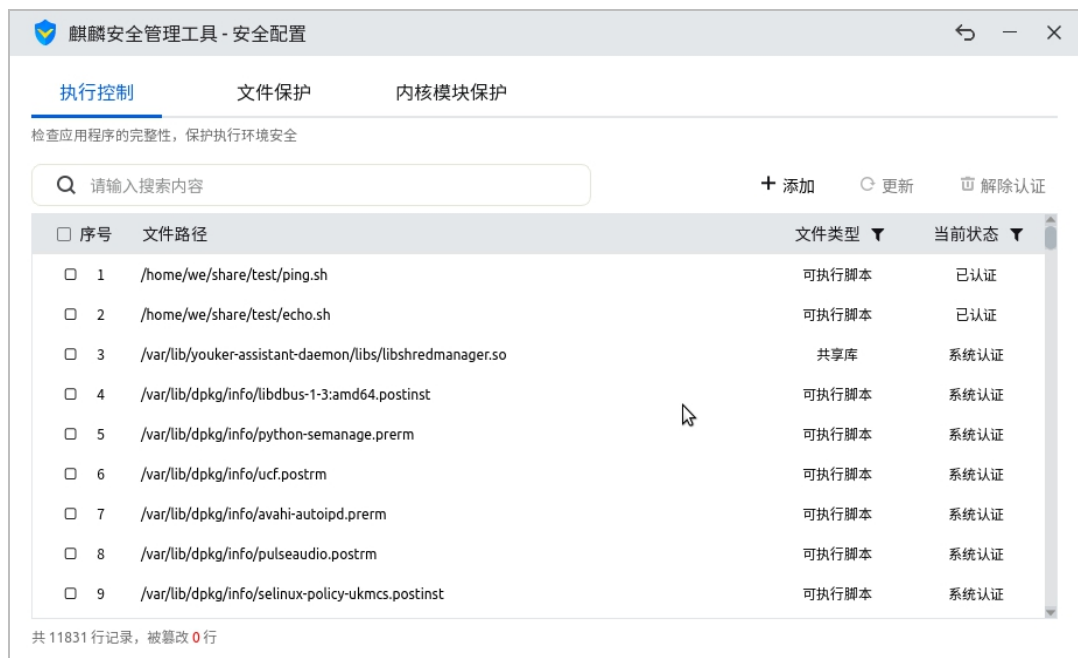 麒麟安全管理工具 - 安全配置
执行控制 文件保护 内核模块保护
检查应用程序的完整性，保护执行环境安全
请输入搜索内容 添加 更新 解除认证
序号 文件路径 文件类型 当前状态
1 /home/we/share/test/ping.sh 可执行脚本 已认证
2 /home/we/share/test/echo.sh 可执行脚本 已认证
3 /var/lib/youker-assistant-daemon/libs/libshredmanager.so 共享库 系统认证
4 /var/lib/dpkg/info/libdbus-1-3:amd64.postinst 可执行脚本 系统认证
5 /var/lib/dpkg/info/python-semanage.prerm 可执行脚本 系统认证
6 /var/lib/dpkg/info/ucf.postrm 可执行脚本 系统认证
7 /var/lib/dpkg/info/avahi-autoipd.prerm 可执行脚本 系统认证
8 /var/lib/dpkg/info/pulseaudio.postrm 可执行脚本 系统认证
9 /var/lib/dpkg/info/selinux-policy-ukmcs.postinst 可执行脚本 系统认证
共 11831 行记录，被篡改 0 行